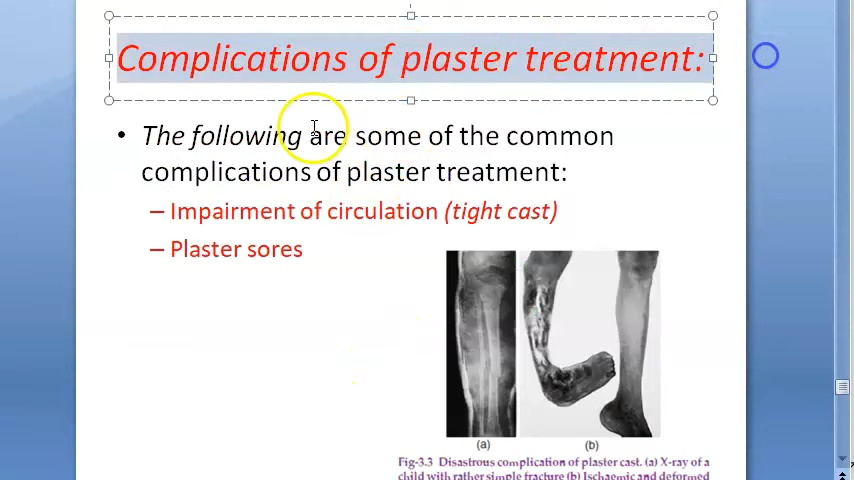 Complications of plaster treatment:
• The following are some of the common
complications of plaster treatment:
– Impairment of circulation (tight cast)
– Plaster sores
(a)
(b)
Fig-3.3 Disastrous complication of plaster cast. (a) X-ray of a
child with rather simple fracture (b) Ischaemic and deformed